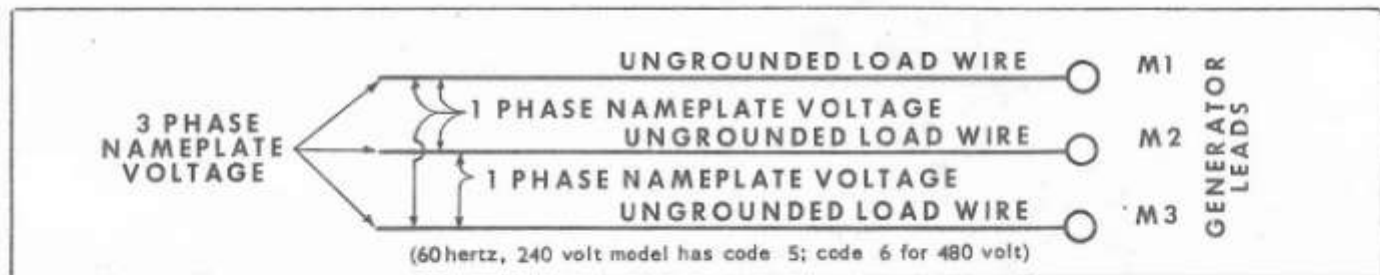 UNGROUNDED LOAD WIRE M1
1 PHASE NAMEPLATE VOLTAGE
3 PHASE
NAMEPLATE
VOLTAGE
UNGROUNDED LOAD WIRE M2
1 PHASE NAMEPLATE VOLTAGE
UNGROUNDED LOAD WIRE M3
GENERATOR
LEADS
(60 hertz, 240 volt model has code 5; code 6 for 480 volt)